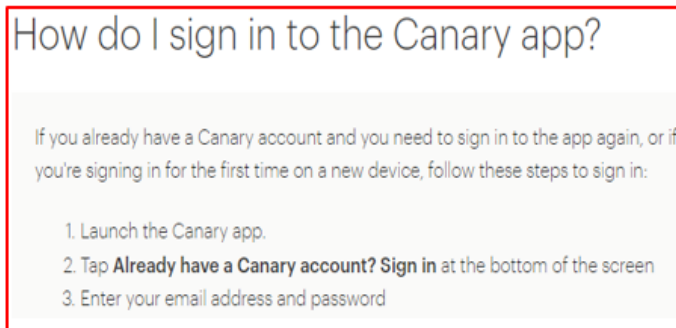 How do I sign in to the Canary app?
If you already have a Canary account and you need to sign in to the app again, or if
you're signing in for the first time on a new device, follow these steps to sign in:
1. Launch the Canary app.
2. Tap Already have a Canary account? Sign in at the bottom of the screen
3. Enter your email address and password